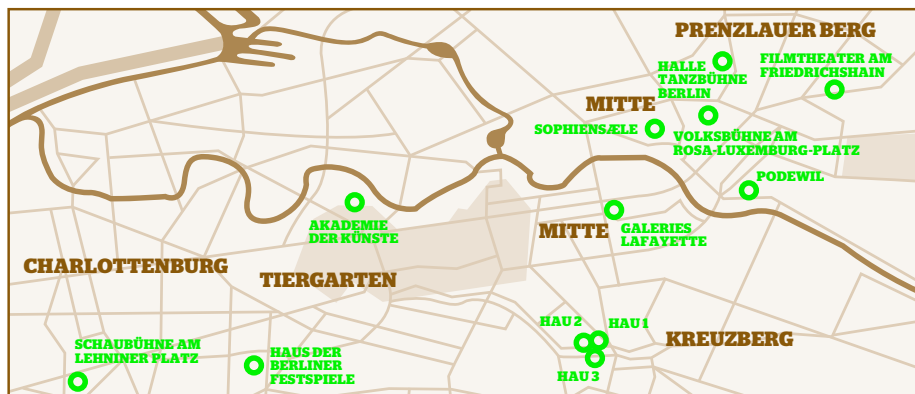 PRENZLAUER BERG
HALLE
TANZBÜHNE
BERLIN
FILMTHEATER AM
FRIEDRICHSHAIN
MITTE
SOPHIENSÆLE
VOLKSBÜHNE AM
ROSA-LUXEMBURG-PLATZ
PODEWIL
AKADEMIE
DER KÜNSTE
MITTE
GALERIES
LAFAYETTE
CHARLOTTENBURG
TIERGARTEN
HAU 2
HAU 1
KREUZBERG
SCHAUBÜHNE AM
LEHNINER PLATZ
HAUS DER
BERLINER
FESTSPIELE
HAU 3